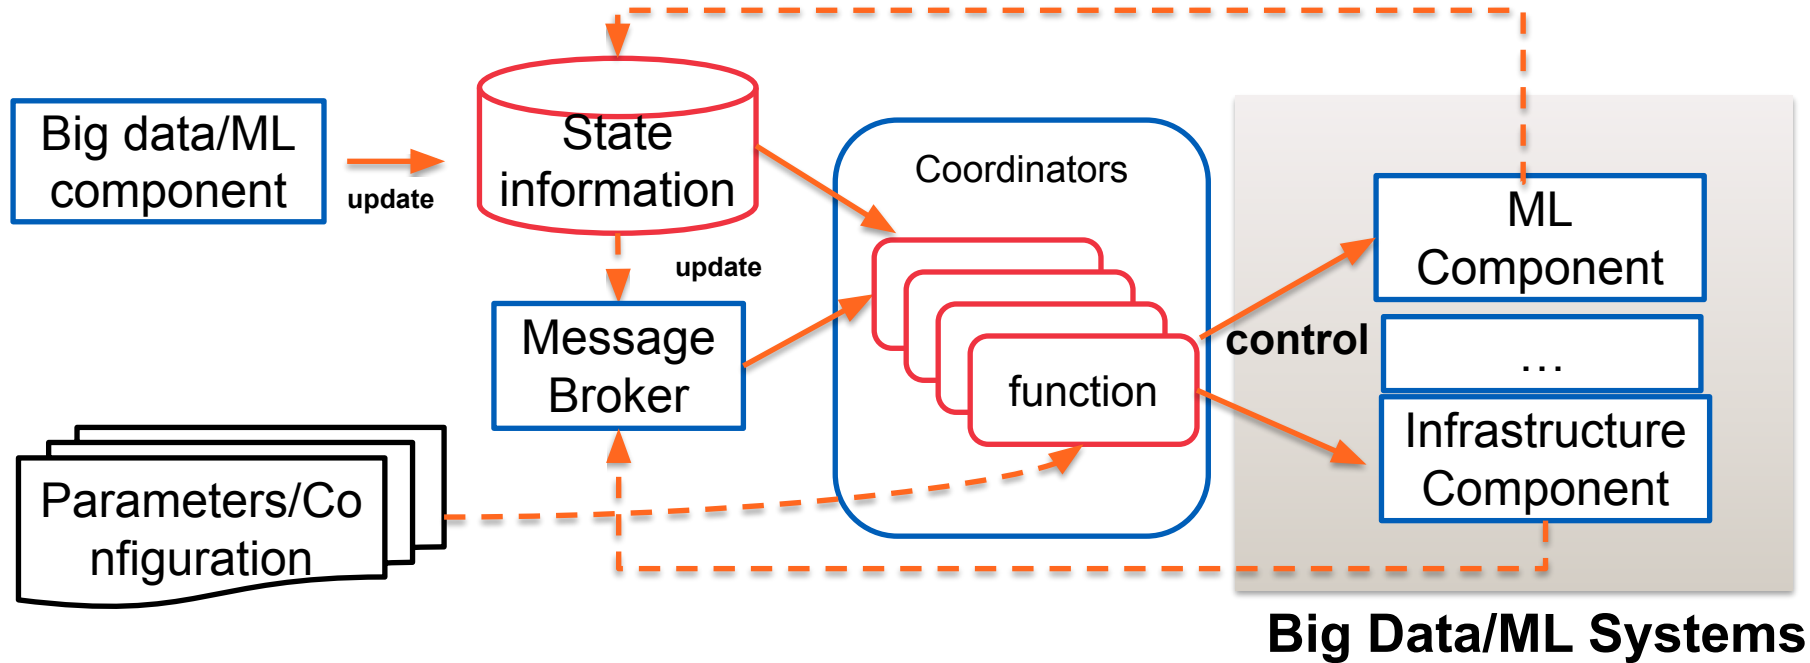 Big data/ML
component
update
State
information
update
Message
Broker
Parameters/Co
nfiguration
Coordinators
function
control
ML
Component
...
Infrastructure
Component
Big Data/ML Systems